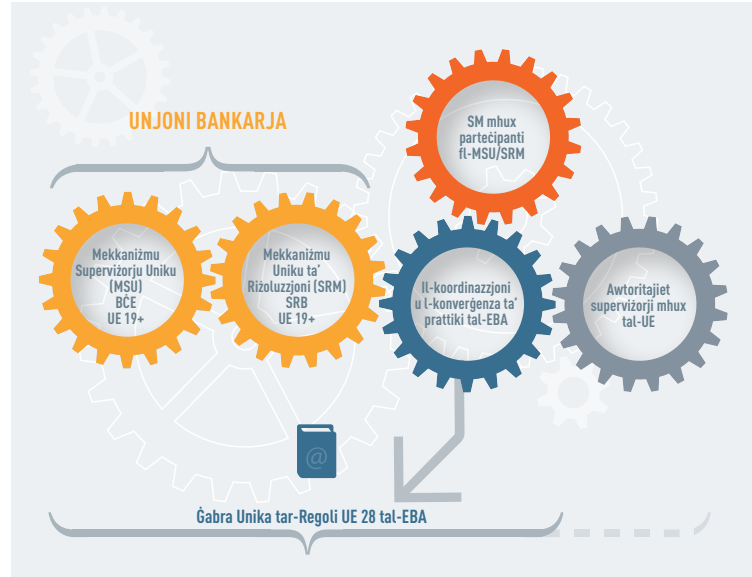 UNJONI BANKARJA
SM mhux
parteċipanti
fl-MSU/SRM
Mekkaniżmu
Superviżorju Uniku
(MSU)
BĊE
UE 19+
Mekkaniżmu
Uniku ta’
Riżoluzzjoni (SRM)
SRB
UE 19+
Il-koordinazzjoni
u l-konverġenza ta’
prattiki tal-EBA
Awtoritajiet
superviżorji mhux
tal-UE
@
Ġabra Unika tar-Regoli UE 28 tal-EBA